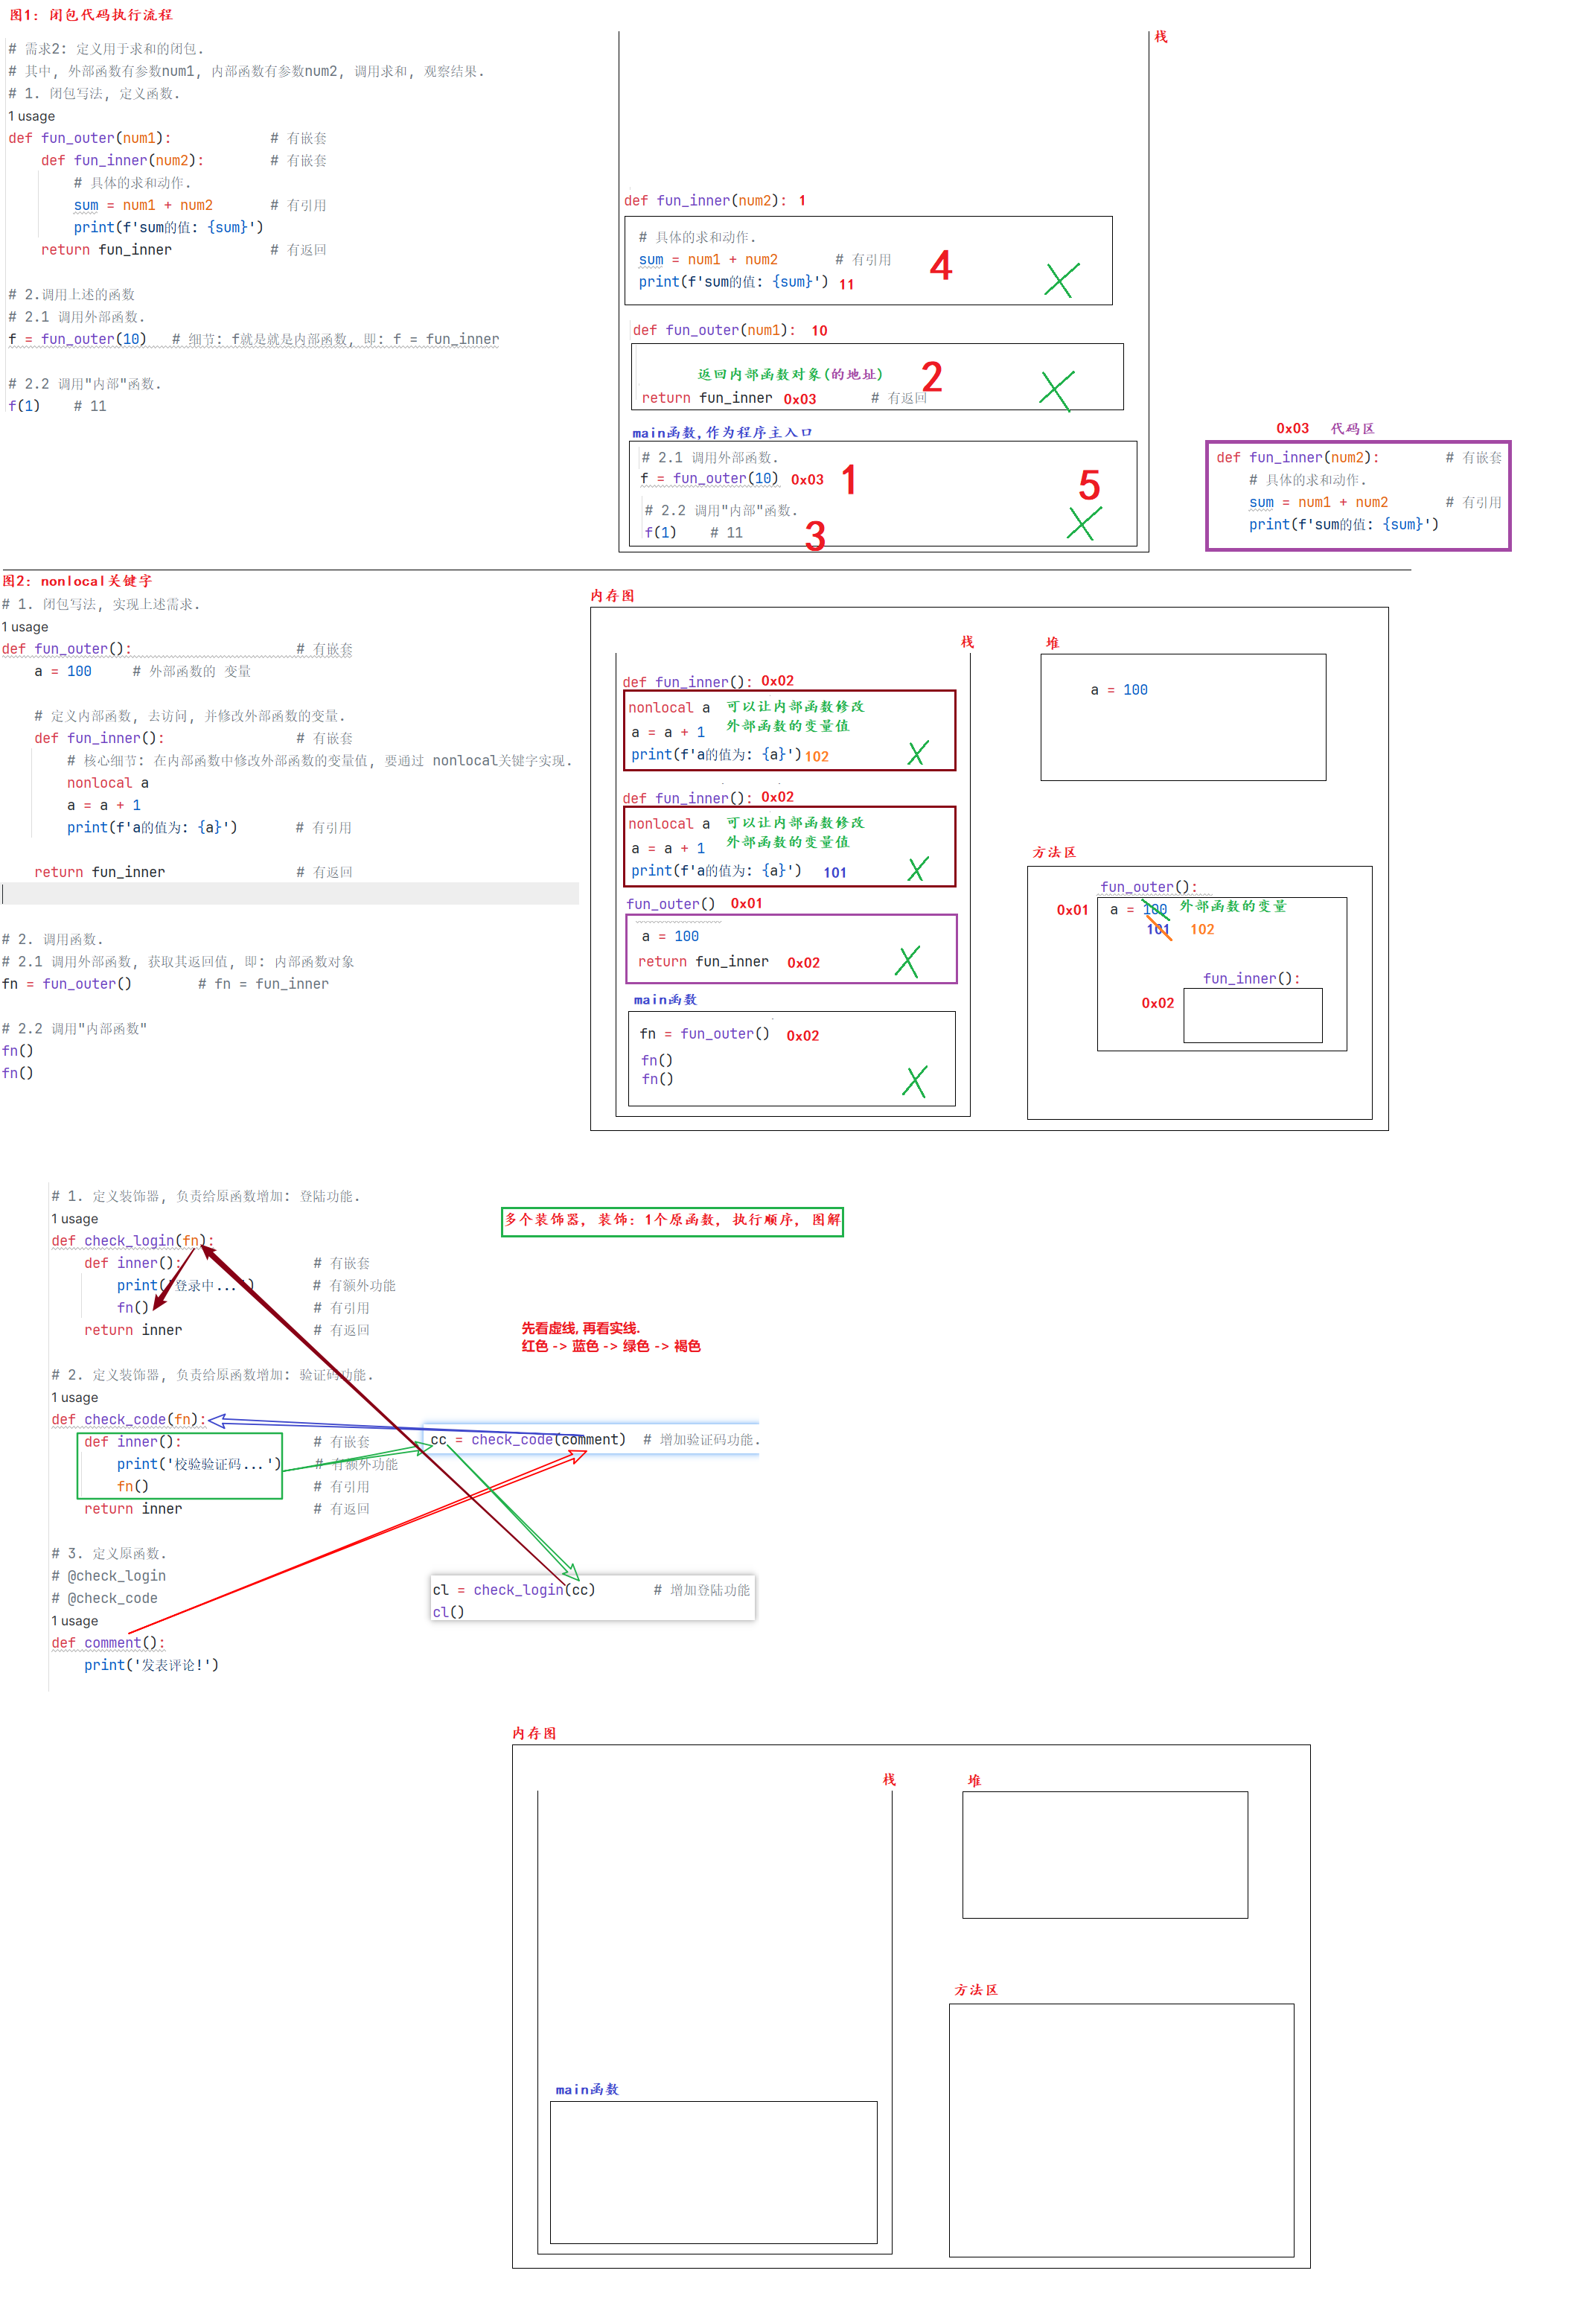 图1: 闭包代码执行流程
# 需求2: 定义用于求和的闭包.
# 其中, 外部函数有参数num1, 内部函数有参数num2, 调用求和, 观察结果.
# 1. 闭包写法, 定义函数.
1 usage
def fun_outer(num1): # 有嵌套
def fun_inner(num2): # 有嵌套
# 具体的求和动作.
sum = num1 + num2 # 有引用
print(f'sum的值: {sum}')
return fun_inner # 有返回
# 2.调用上述的函数
# 2.1 调用外部函数.
f = fun_outer(10) # 细节: f就是就是内部函数, 即: f = fun_inner
# 2.2 调用"内部"函数.
f(1) # 11
栈
def fun_inner(num2): 1
# 具体的求和动作.
sum = num1 + num2 # 有引用
print(f'sum的值: {sum}') 11
4
def fun_outer(num1): 10
返回内部函数对象(的地址)
return fun_inner 0x03 # 有返回
2
main函数,作为程序主入口
# 2.1 调用外部函数.
f = fun_outer(10) 0x03 1
# 2.2 调用"内部"函数.
f(1) # 11 3
5
0x03 代码区
def fun_inner(num2): # 有嵌套
# 具体的求和动作.
sum = num1 + num2 # 有引用
print(f'sum的值: {sum}')
图2: nonlocal关键字
# 1. 闭包写法, 实现上述需求.
1 usage
def fun_outer(): # 有嵌套
a = 100 # 外部函数的 变量
# 定义内部函数, 去访问, 并修改外部函数的变量.
def fun_inner(): # 有嵌套
# 核心细节: 在内部函数中修改外部函数的变量值, 要通过 nonlocal关键字实现.
nonlocal a
a = a + 1
print(f'a的值为: {a}') # 有引用
return fun_inner # 有返回
# 2. 调用函数.
# 2.1 调用外部函数, 获取其返回值, 即: 内部函数对象
fn = fun_outer() # fn = fun_inner
# 2.2 调用"内部函数"
fn()
fn()
内存图
栈
def fun_inner(): 0x02
nonlocal a 可以让内部函数修改
外部函数的变量值
a = a + 1
print(f'a的值为: {a}') 102
def fun_inner(): 0x02
nonlocal a 可以让内部函数修改
外部函数的变量值
a = a + 1
print(f'a的值为: {a}') 101
fun_outer() 0x01
a = 100
return fun_inner 0x02
main函数
fn = fun_outer() 0x02
fn()
fn()
堆
a = 100
方法区
fun_outer():
0x01 a = 100 外部函数的变量
101 102
fun_inner():
0x02
# 1. 定义装饰器, 负责给原函数增加: 登陆功能.
1 usage
def check_login(fn):
def inner(): # 有嵌套
print('登录中...') # 有额外功能
fn() # 有引用
return inner # 有返回
# 2. 定义装饰器, 负责给原函数增加: 验证码功能.
1 usage
def check_code(fn):
def inner(): # 有嵌套
print('校验验证码...') # 有额外功能
fn() # 有引用
return inner # 有返回
# 3. 定义原函数.
# @check_login
# @check_code
1 usage
def comment():
print('发表评论!')
多个装饰器, 装饰: 1个原函数, 执行顺序, 图解
先看虚线, 再看实线.
红色 -> 蓝色 -> 绿色 -> 褐色
cc = check_code(comment) # 增加验证码功能.
cl = check_login(cc) # 增加登陆功能
cl()
内存图
栈
堆
方法区
main函数